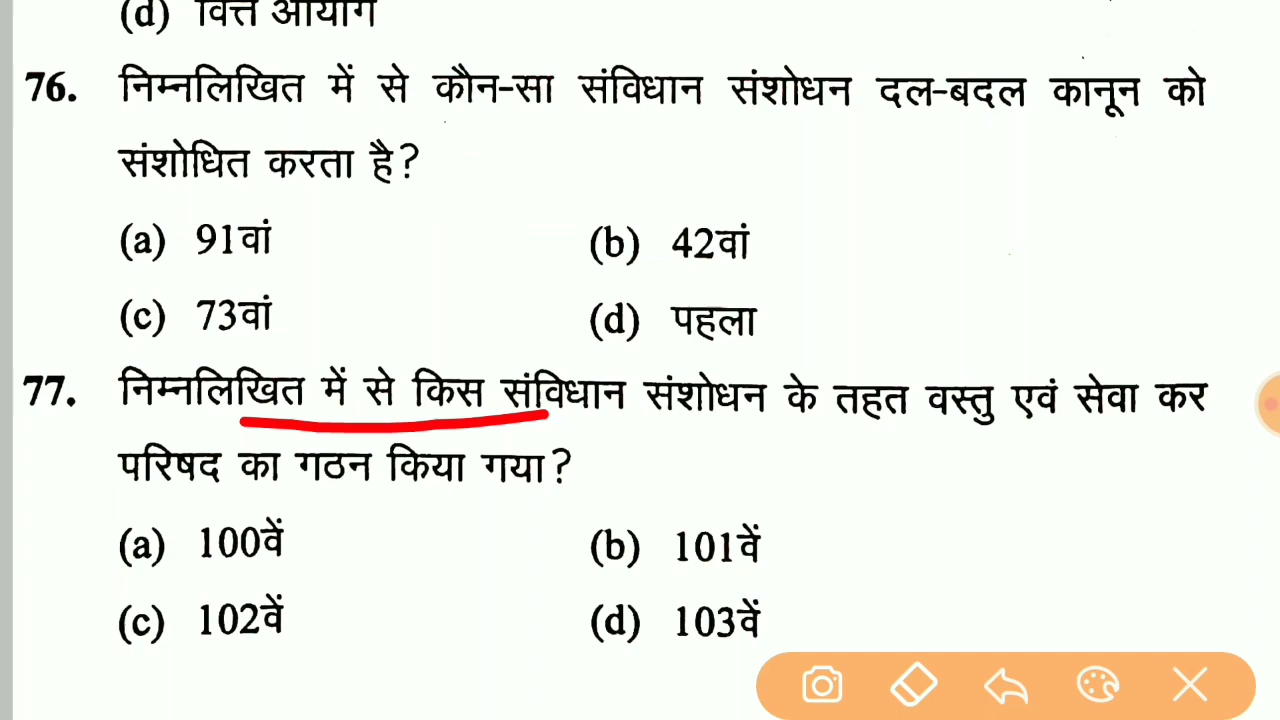 (d) वित्त आयोग
76. निम्नलिखित में से कौन-सा संविधान संशोधन दल-बदल कानून को
संशोधित करता है?
(a) 91वां (b) 42वां
(c) 73वां (d) पहला
77. निम्नलिखित में से किस संविधान संशोधन के तहत वस्तु एवं सेवा कर
परिषद का गठन किया गया?
(a) 100वें (b) 101वें
(c) 102वें (d) 103वें